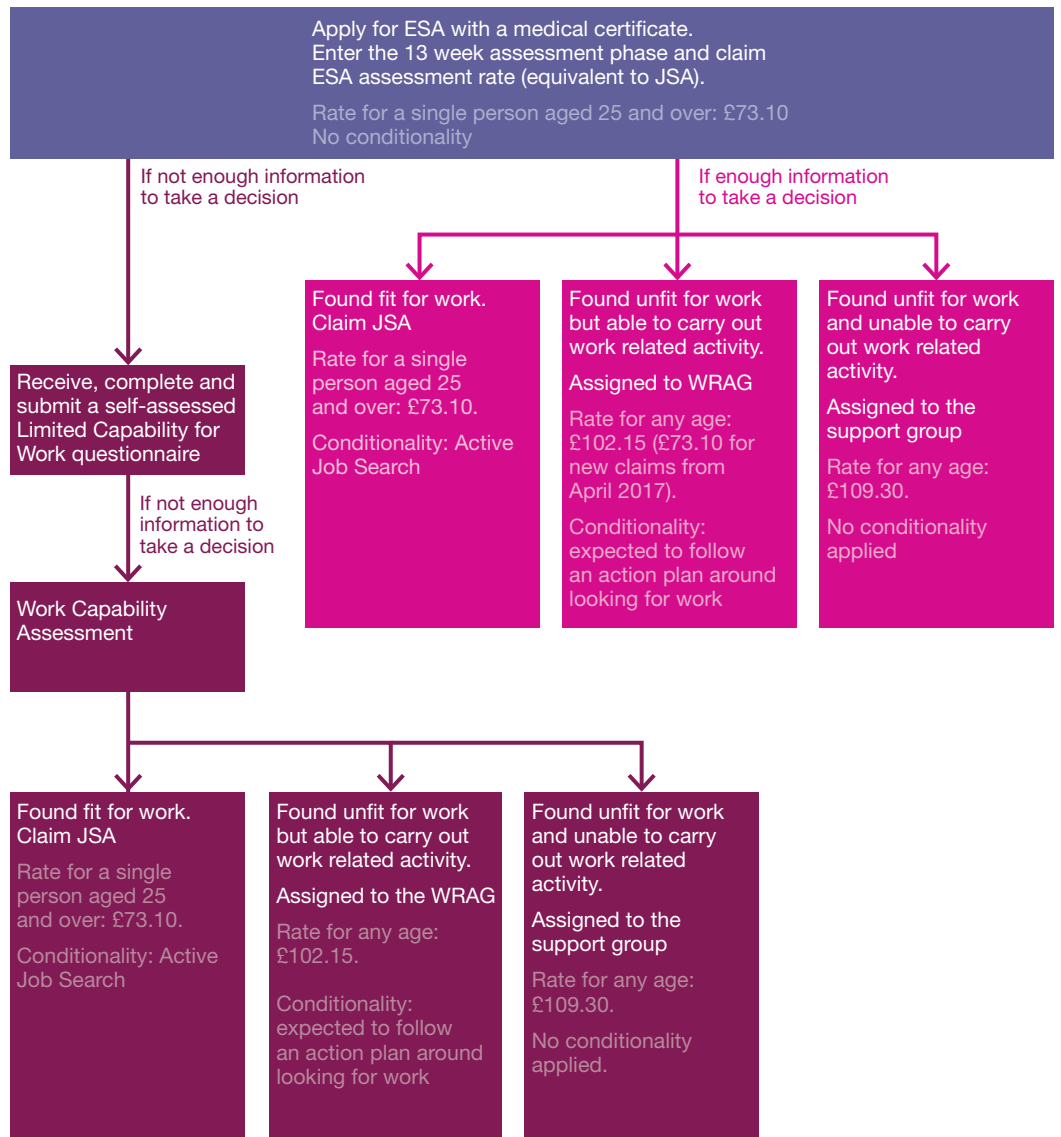 Apply for ESA with a medical certificate.
Enter the 13 week assessment phase and claim
ESA assessment rate (equivalent to JSA).
Rate for a single person aged 25 and over: £73.10
No conditionality
If not enough information
to take a decision
If enough information
to take a decision
Found fit for work.
Claim JSA
Rate for a single
person aged 25
and over: £73.10.
Conditionality: Active
Job Search
Found unfit for work
but able to carry out
work related activity.
Assigned to WRAG
Rate for any age:
£102.15 (£73.10 for
new claims from
April 2017).
Conditionality:
expected to follow
an action plan around
looking for work
Found unfit for work
and unable to carry
out work related
activity.
Assigned to the
support group
Rate for any age:
£109.30.
No conditionality
applied
Receive, complete and
submit a self-assessed
Limited Capability for
Work questionnaire
If not enough
information to
take a decision
Work Capability
Assessment
Found fit for work.
Claim JSA
Rate for a single
person aged 25
and over: £73.10.
Conditionality: Active
Job Search
Found unfit for work
but able to carry out
work related activity.
Assigned to the WRAG
Rate for any age:
£102.15.
Conditionality:
expected to follow
an action plan around
looking for work
Found unfit for work
and unable to carry
out work related
activity.
Assigned to the
support group
Rate for any age:
£109.30.
No conditionality
applied.